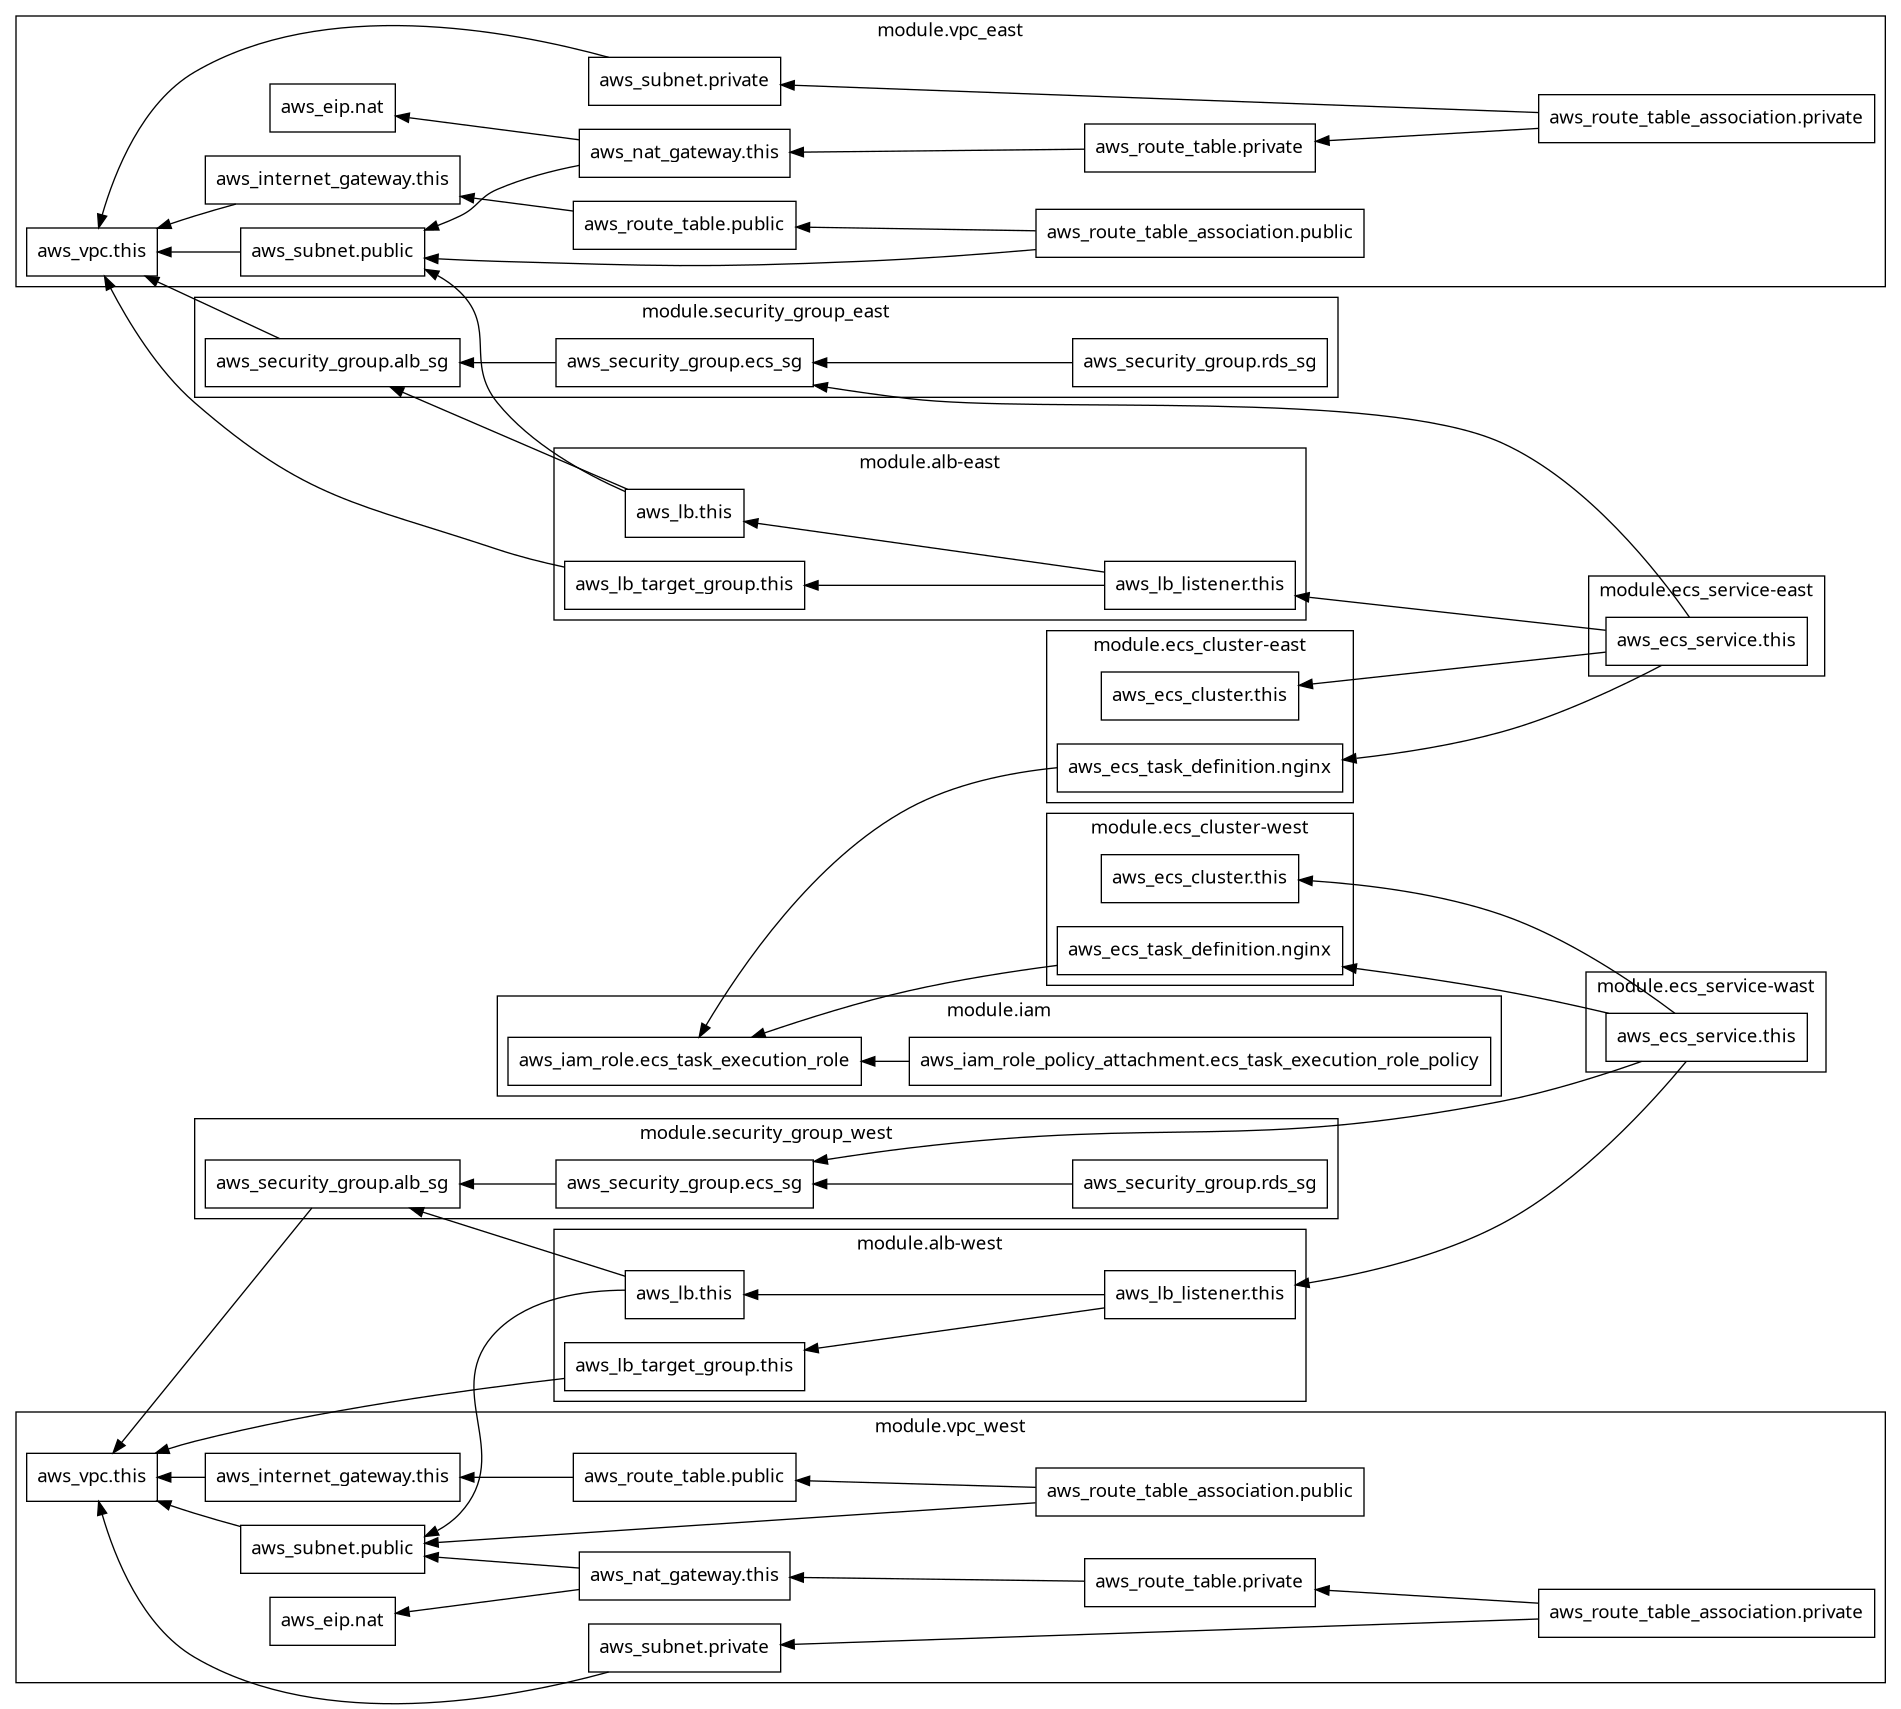 module.vpc_east
aws_subnet.private
aws_eip.nat
aws_route_table_association.private
aws_nat_gateway.this
aws_route_table.private
aws_internet_gateway.this
aws_route_table.public
aws_route_table_association.public
aws_vpc.this
aws_subnet.public
module.security_group_east
aws_security_group.alb_sg
aws_security_group.ecs_sg
aws_security_group.rds_sg
module.alb-east
aws_lb.this
aws_lb_target_group.this
aws_lb_listener.this
module.ecs_service-east
aws_ecs_service.this
module.ecs_cluster-east
aws_ecs_cluster.this
aws_ecs_task_definition.nginx
module.ecs_cluster-west
aws_ecs_cluster.this
aws_ecs_task_definition.nginx
module.ecs_service-wast
aws_ecs_service.this
module.iam
aws_iam_role.ecs_task_execution_role
aws_iam_role_policy_attachment.ecs_task_execution_role_policy
module.security_group_west
aws_security_group.alb_sg
aws_security_group.ecs_sg
aws_security_group.rds_sg
module.alb-west
aws_lb.this
aws_lb_listener.this
aws_lb_target_group.this
module.vpc_west
aws_vpc.this
aws_internet_gateway.this
aws_route_table.public
aws_route_table_association.public
aws_subnet.public
aws_nat_gateway.this
aws_route_table.private
aws_route_table_association.private
aws_eip.nat
aws_subnet.private